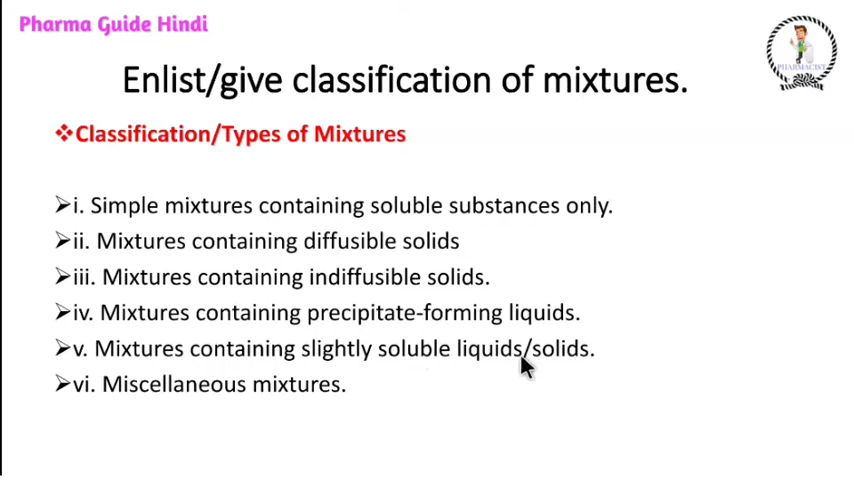 Pharma Guide Hindi
PHARMACIST
Enlist/give classification of mixtures.
❖Classification/Types of Mixtures
➢i. Simple mixtures containing soluble substances only.
➢ii. Mixtures containing diffusible solids
➢iii. Mixtures containing indiffusible solids.
➢iv. Mixtures containing precipitate-forming liquids.
➢v. Mixtures containing slightly soluble liquids/solids.
➢vi. Miscellaneous mixtures.